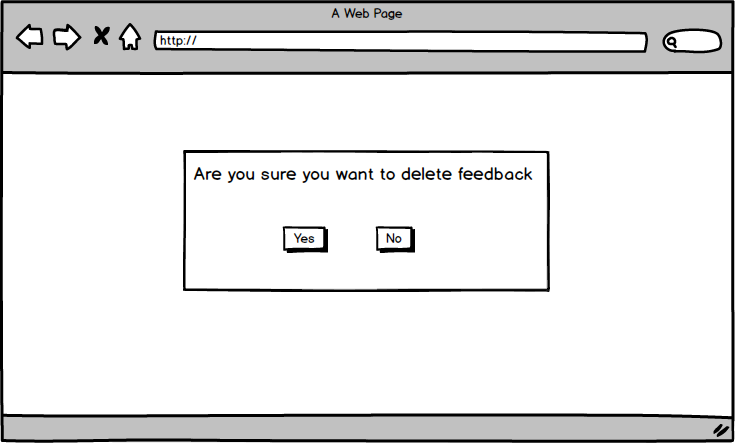 A Web Page
http://
Are you sure you want to delete feedback
Yes
No